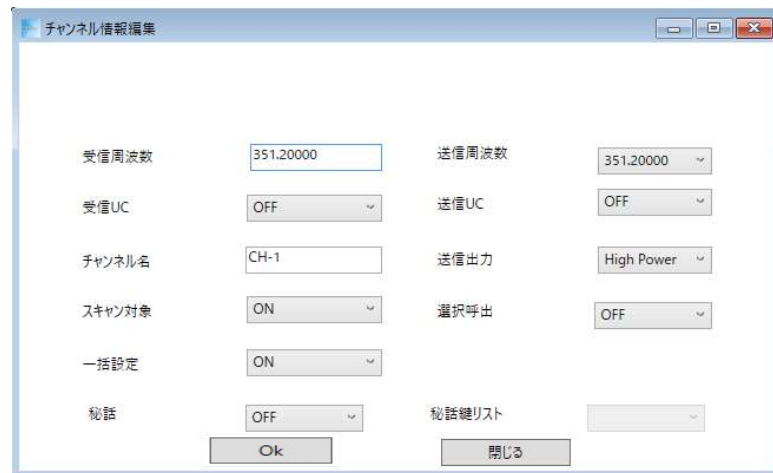 チャンネル情報編集
受信周波数 351.20000 送信周波数 351.20000
受信UC OFF 送信UC OFF
チャンネル名 CH-1 送信出力 High Power
スキャン対象 ON 選択呼出 OFF
一括設定 ON
秘話 OFF 秘話鍵リスト
Ok 閉じる